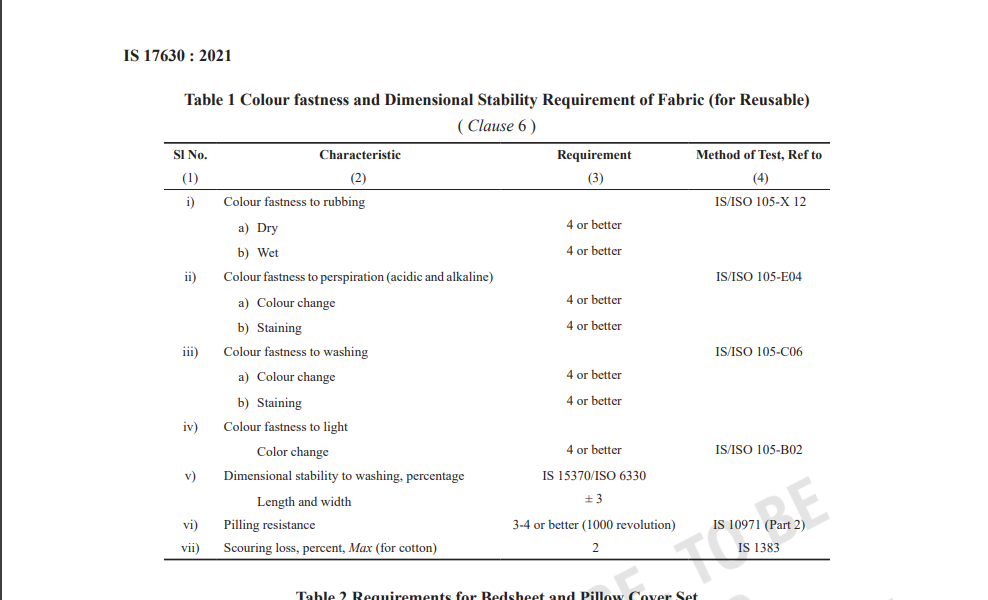 IS 17630 : 2021
Table 1 Colour fastness and Dimensional Stability Requirement of Fabric (for Reusable)
( Clause 6 )
Sl No. Characteristic Requirement Method of Test, Ref to
(1) (2) (3) (4)
i) Colour fastness to rubbing IS/ISO 105-X 12
a) Dry 4 or better
b) Wet 4 or better
ii) Colour fastness to perspiration (acidic and alkaline) IS/ISO 105-E04
a) Colour change 4 or better
b) Staining 4 or better
iii) Colour fastness to washing IS/ISO 105-C06
a) Colour change 4 or better
b) Staining 4 or better
iv) Colour fastness to light
Color change 4 or better IS/ISO 105-B02
v) Dimensional stability to washing, percentage IS 15370/ISO 6330
Length and width ± 3
vi) Pilling resistance 3-4 or better (1000 revolution) IS 10971 (Part 2)
vii) Scouring loss, percent, Max (for cotton) 2 IS 1383
BE TO BE
Table 2 Requirements for Bedsheet and Pillow Cover Set